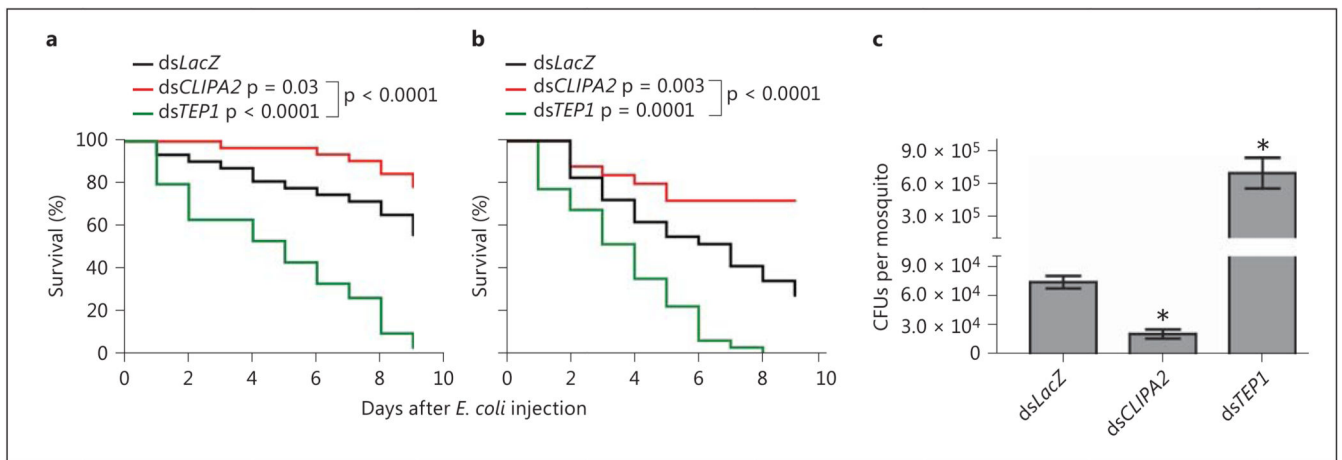 a
dsLacZ
dsCLIPA2 p = 0.03
dsTEP1 p < 0.0001
p < 0.0001
100
80
60
40
20
0
Survival (%)
0 2 4 6 8 10
b
dsLacZ
dsCLIPA2 p = 0.003
dsTEP1 p = 0.0001
p < 0.0001
Survival (%)
0 2 4 6 8 10
Days after E. coli injection
c
9.0 × 10⁵
6.0 × 10⁵
3.0 × 10⁵
9.0 × 10⁴
6.0 × 10⁴
3.0 × 10⁴
0
CFUs per mosquito
*
*
dsLacZ
dsCLIPA2
dsTEP1